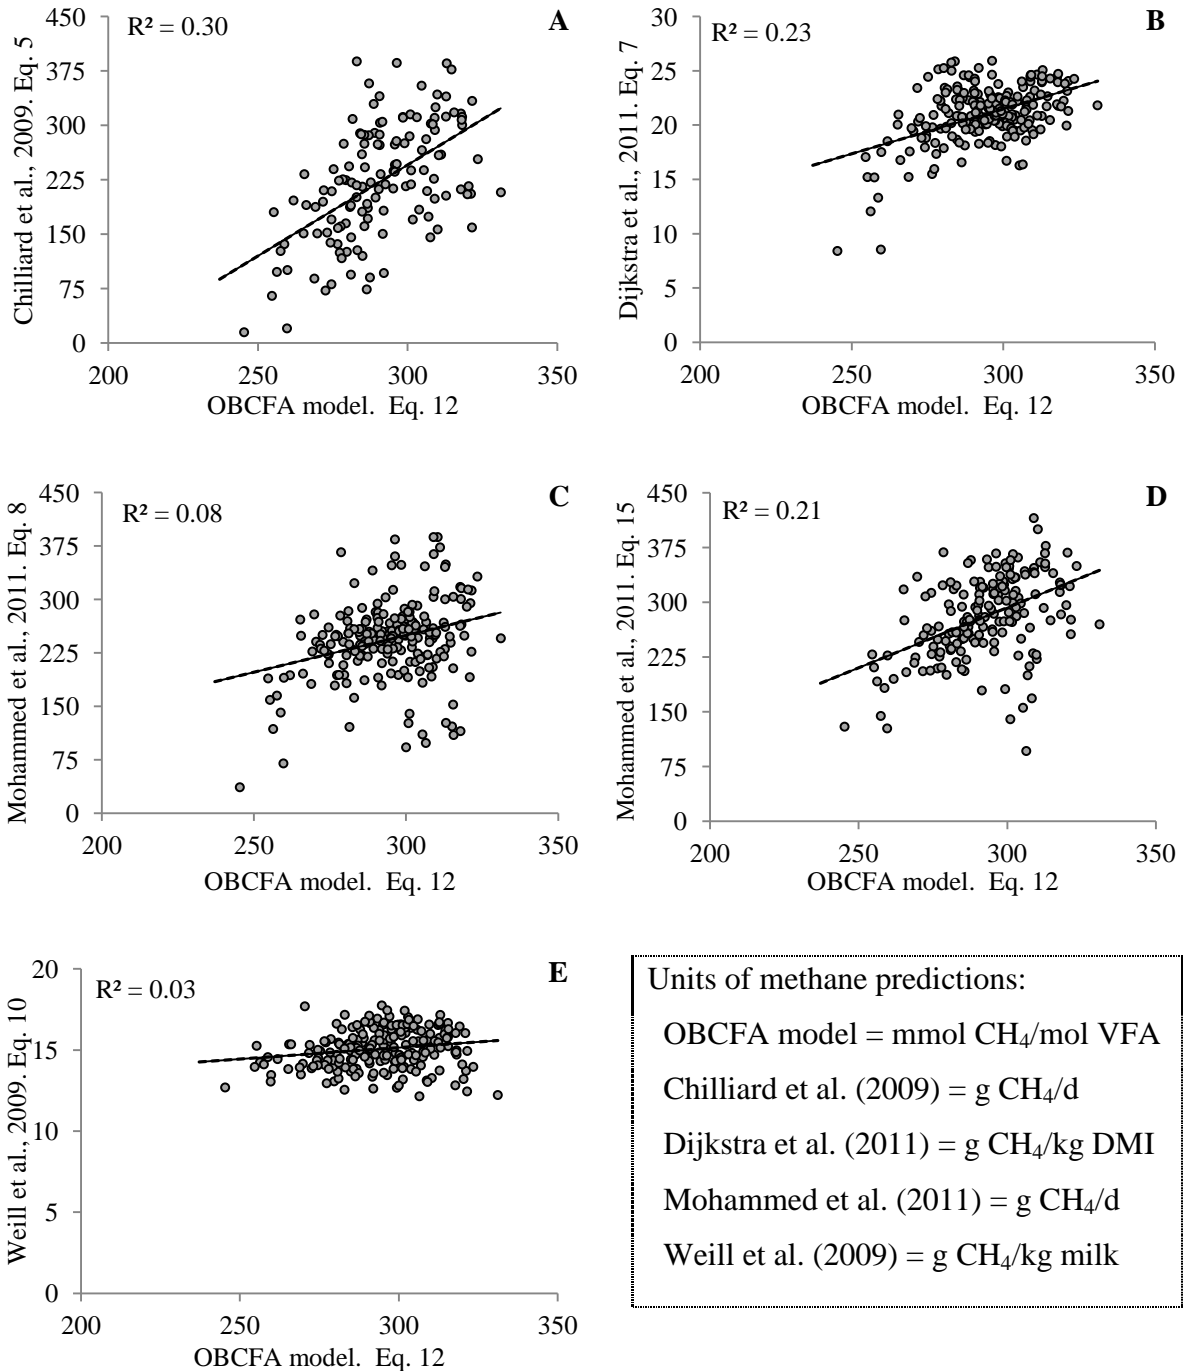 A
R² = 0.30
Chilliard et al., 2009. Eq. 5
450
375
300
225
150
75
0
200 250 300 350
OBCFA model. Eq. 12
B
R² = 0.23
Dijkstra et al., 2011. Eq. 7
30
25
20
15
10
5
0
200 250 300 350
OBCFA model. Eq. 12
C
R² = 0.08
Mohammed et al., 2011. Eq. 8
450
375
300
225
150
75
0
200 250 300 350
OBCFA model. Eq. 12
D
R² = 0.21
Mohammed et al., 2011. Eq. 15
450
375
300
225
150
75
0
200 250 300 350
OBCFA model. Eq. 12
E
R² = 0.03
Weill et al., 2009. Eq. 10
20
15
10
5
0
200 250 300 350
OBCFA model. Eq. 12
Units of methane predictions:
OBCFA model = mmol CH₄/mol VFA
Chilliard et al. (2009) = g CH₄/d
Dijkstra et al. (2011) = g CH₄/kg DMI
Mohammed et al. (2011) = g CH₄/d
Weill et al. (2009) = g CH₄/kg milk